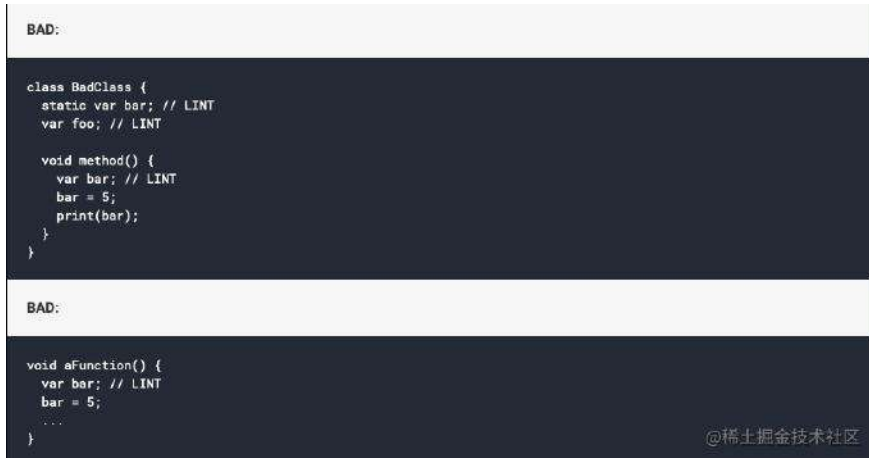 BAD:
class BadClass {
static var bar; // LINT
var foo; // LINT
void method() {
var bar; // LINT
bar = 5;
print(bar);
}
}
BAD:
void aFunction() {
var bar; // LINT
bar = 5;
...
}
@稀土掘金技术社区